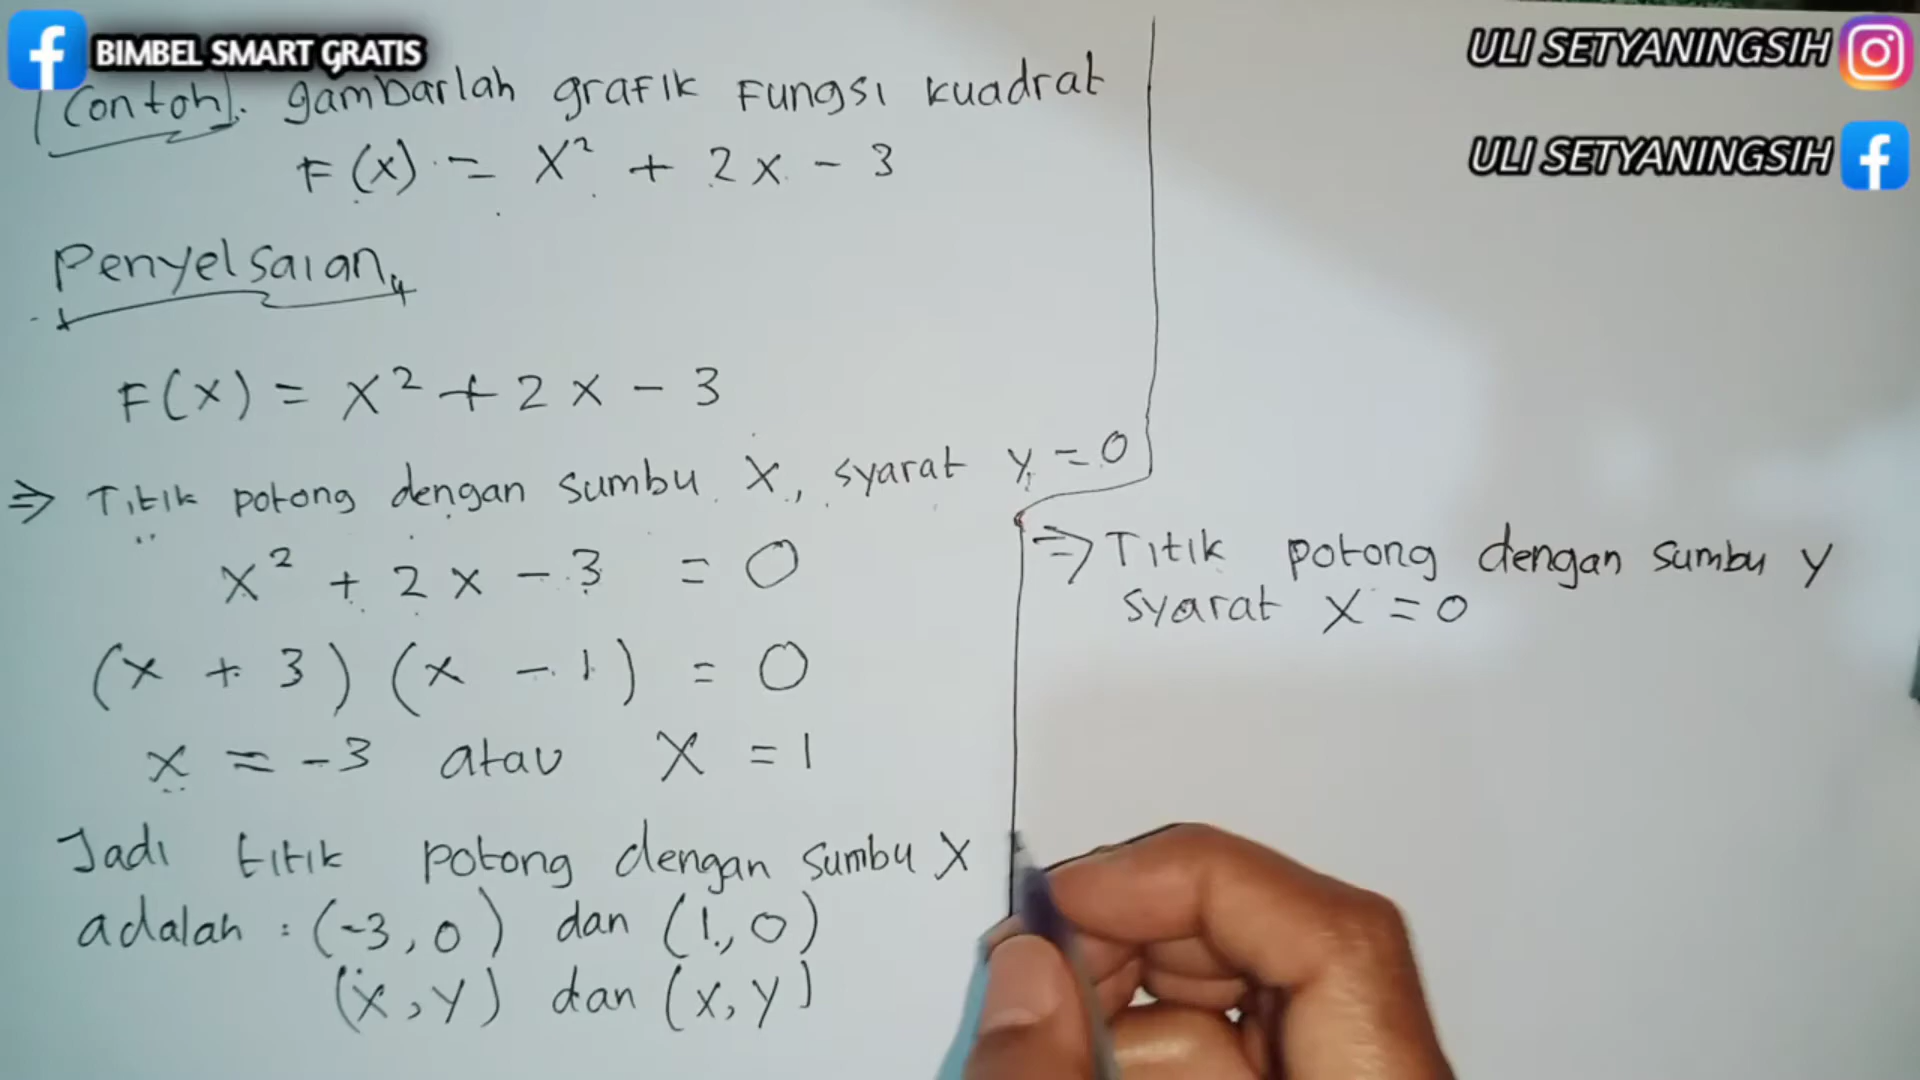 BIMBEL SMART GRATIS
ULI SETYANINGSIH
ULI SETYANINGSIH
Contoh. gambarlah grafik Fungsi kuadrat
F(x) = x² + 2x - 3
Penyelsaian,,
F(x) = x² + 2x - 3
⇒ Titik potong dengan sumbu X, syarat y = 0
x² + 2x - 3 = 0
(x + 3) (x - 1) = 0
x = -3 atau x = 1
Jadi titik potong dengan sumbu X
adalah : (-3, 0) dan (1, 0)
(x, y) dan (x, y)
⇒ Titik potong dengan sumbu y
syarat x = 0